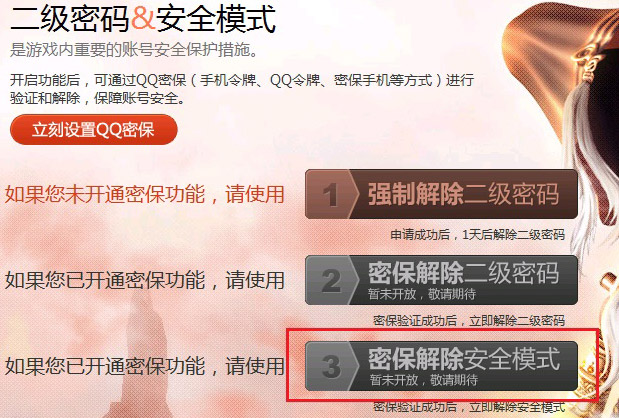 二级密码&安全模式
是游戏内重要的账号安全保护措施。
开启功能后，可通过QQ密保（手机令牌、QQ令牌、密保手机等方式）进行
验证和解除，保障账号安全。
立刻设置QQ密保
如果您未开通密保功能，请使用
1 强制解除二级密码
申请成功后，1天后解除二级密码
如果您已开通密保功能，请使用
2 密保解除二级密码
暂未开放，敬请期待
密保验证成功后，立即解除二级密码
如果您已开通密保功能，请使用
3 密保解除安全模式
暂未开放，敬请期待
密保验证成功后，立即解除安全模式